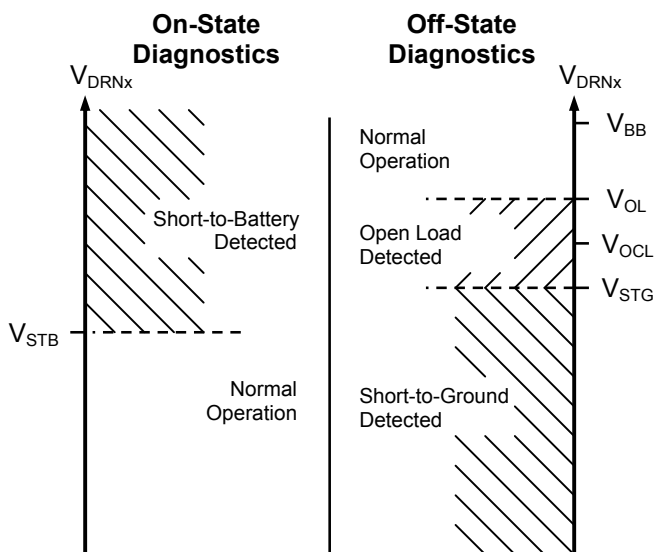 On-State
Diagnostics
Off-State
Diagnostics
VDRNx
VDRNx
VBB
Normal
Operation
VOL
Short-to-Battery
Detected
Open Load
Detected
VOCL
VSTG
VSTB
Normal
Operation
Short-to-Ground
Detected